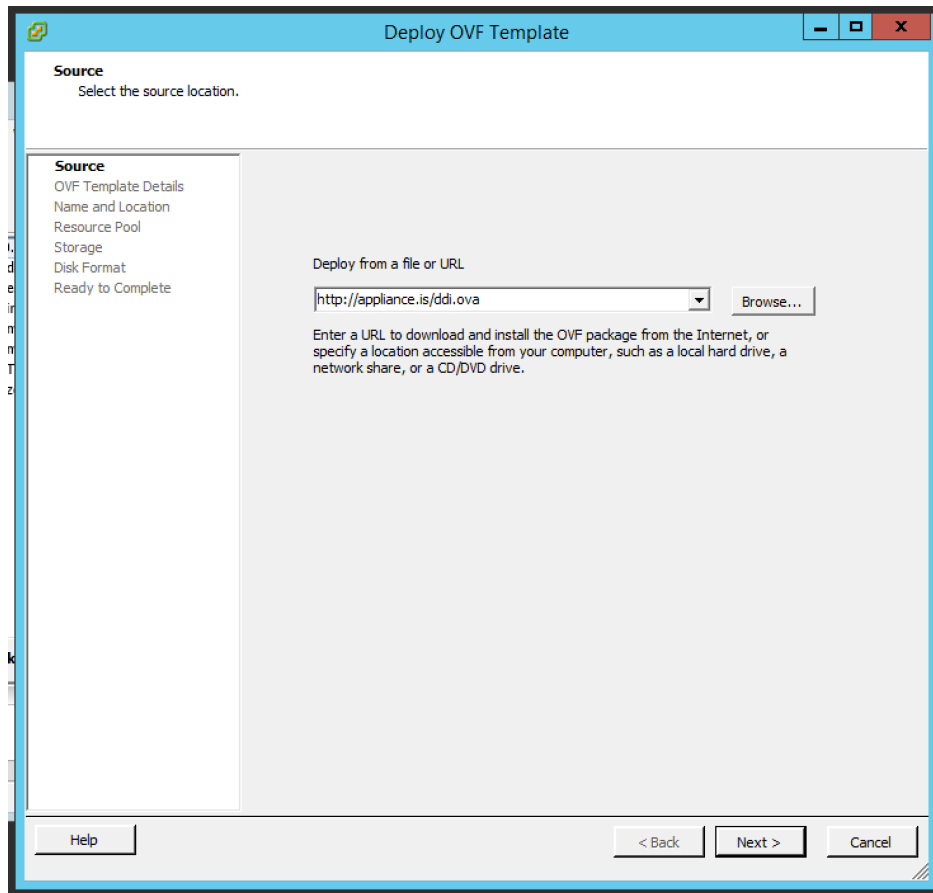 Deploy OVF Template
Source
Select the source location.
Source
OVF Template Details
Name and Location
Resource Pool
Storage
Disk Format
Ready to Complete
Deploy from a file or URL
http://appliance.is/ddi.ova
Browse...
Enter a URL to download and install the OVF package from the Internet, or
specify a location accessible from your computer, such as a local hard drive, a
network share, or a CD/DVD drive.
Help
< Back
Next >
Cancel